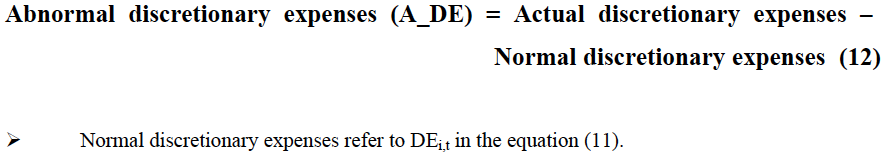 Abnormal discretionary expenses (A_DE) = Actual discretionary expenses –
Normal discretionary expenses (12)
➢ Normal discretionary expenses refer to DEi,t in the equation (11).